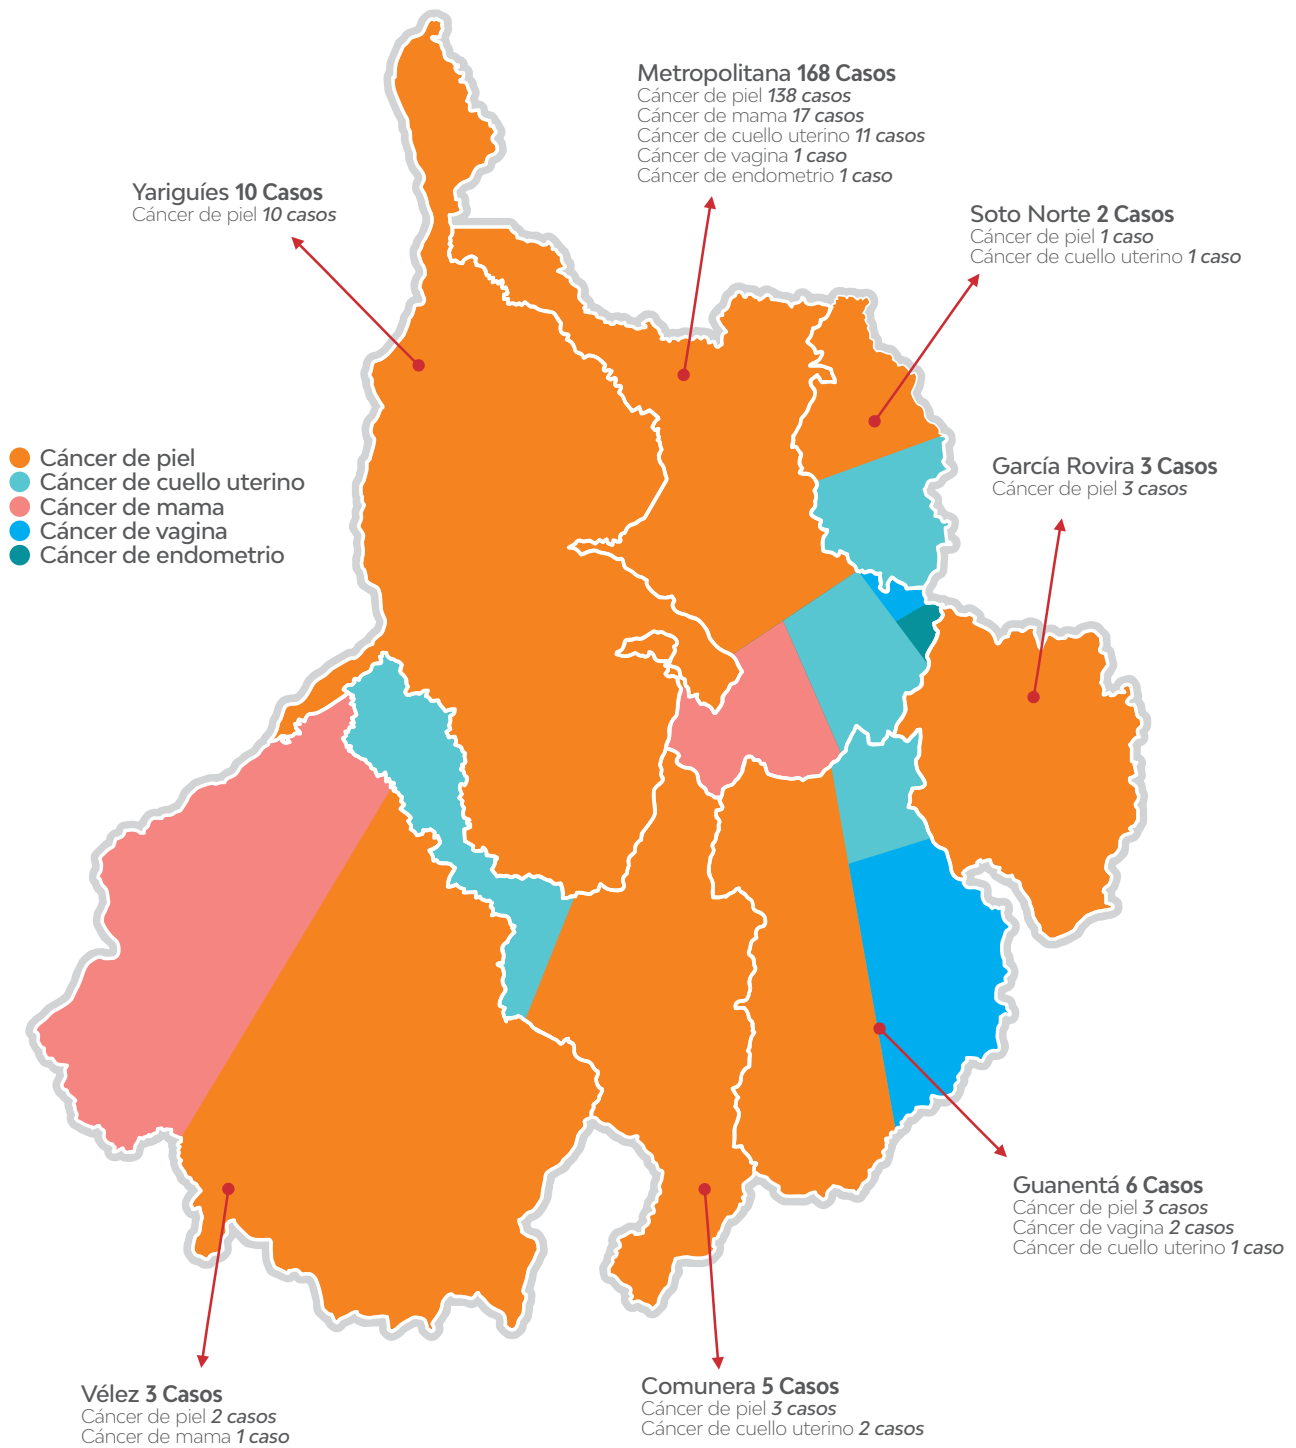 Metropolitana 168 Casos
Cáncer de piel 138 casos
Cáncer de mama 17 casos
Cáncer de cuello uterino 11 casos
Cáncer de vagina 1 caso
Cáncer de endometrio 1 caso
Yariguíes 10 Casos
Cáncer de piel 10 casos
Soto Norte 2 Casos
Cáncer de piel 1 caso
Cáncer de cuello uterino 1 caso
Cáncer de piel
Cáncer de cuello uterino
Cáncer de mama
Cáncer de vagina
Cáncer de endometrio
García Rovira 3 Casos
Cáncer de piel 3 casos
Guanentá 6 Casos
Cáncer de piel 3 casos
Cáncer de vagina 2 casos
Cáncer de cuello uterino 1 caso
Vélez 3 Casos
Cáncer de piel 2 casos
Cáncer de mama 1 caso
Comunera 5 Casos
Cáncer de piel 3 casos
Cáncer de cuello uterino 2 casos